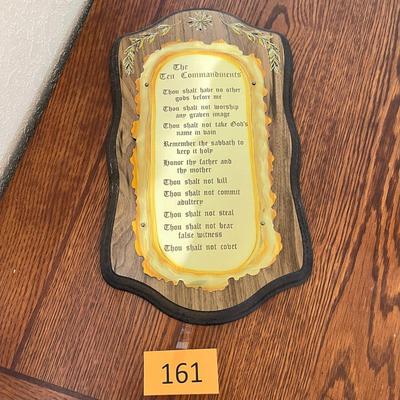 The
Ten Commandments
Thou shalt have no other
gods before me
Thou shalt not worship
any graven image
Thou shalt not take God's
name in vain
Remember the sabbath to
keep it holy
Honor thy father and
thy mother
Thou shalt not kill
Thou shalt not commit
adultery
Thou shalt not steal
Thou shalt not bear
false witness
Thou shalt not covet
161